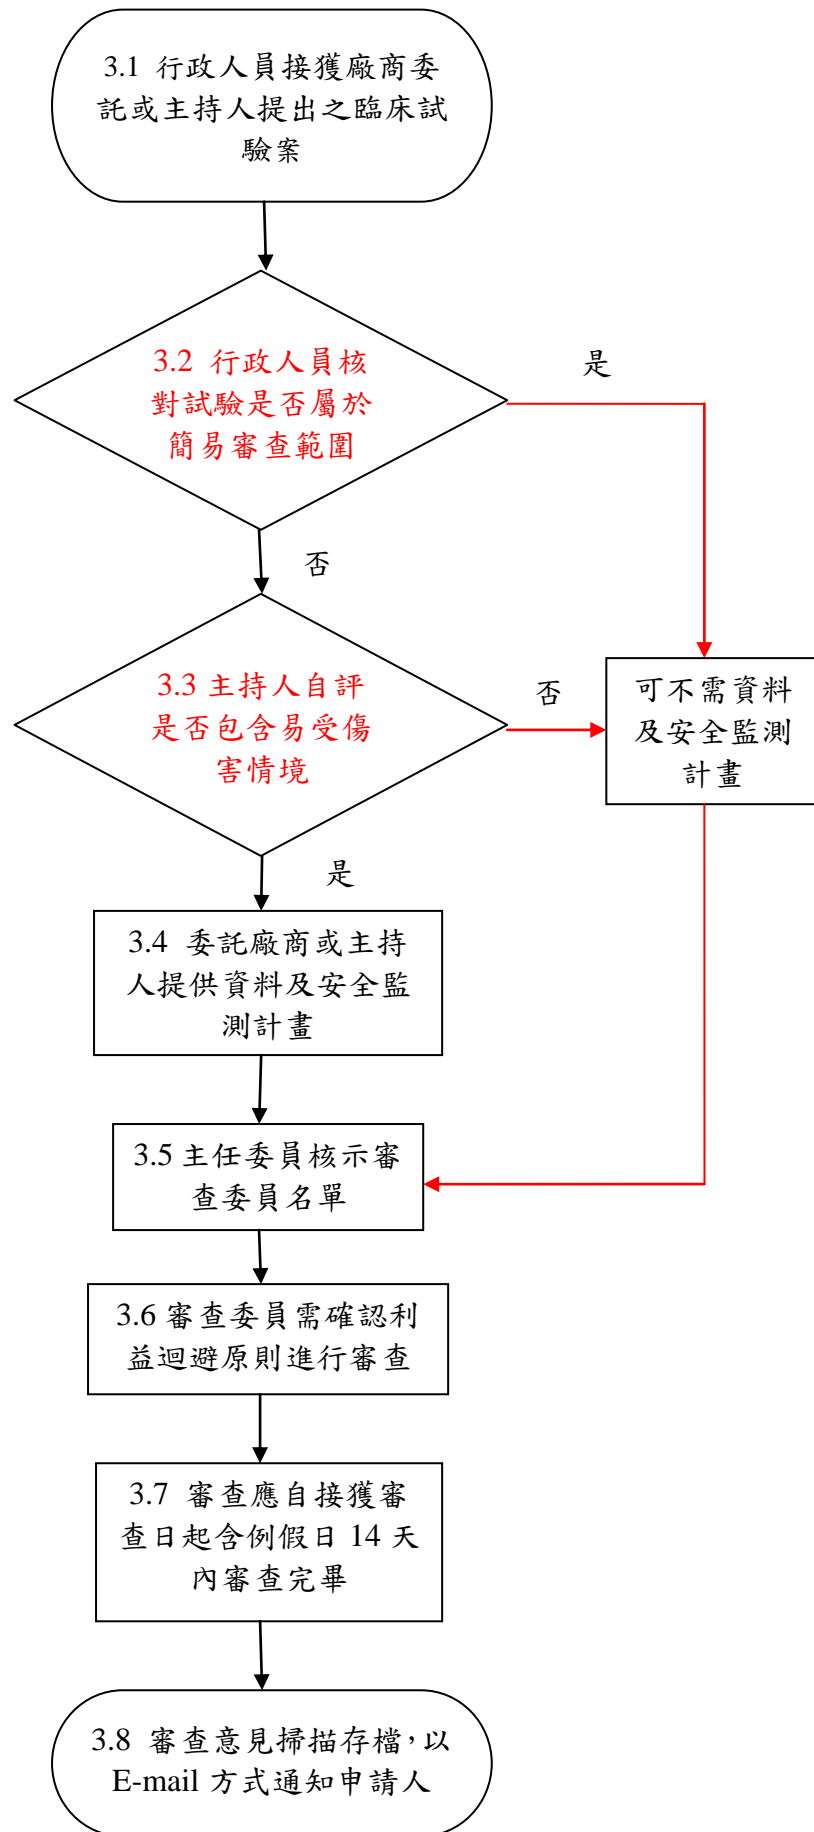 3.1 行政人員接獲廠商委
託或主持人提出之臨床試
驗案
3.2 行政人員核
對試驗是否屬於
簡易審查範圍
是
否
3.3 主持人自評
是否包含易受傷
害情境
否
可不需資料
及安全監測
計畫
是
3.4 委託廠商或主持
人提供資料及安全監
測計畫
3.5 主任委員核示審
查委員名單
3.6 審查委員需確認利
益迴避原則進行審查
3.7 審查應自接獲審
查日起含例假日 14 天
內審查完畢
3.8 審查意見掃描存檔，以
E-mail 方式通知申請人